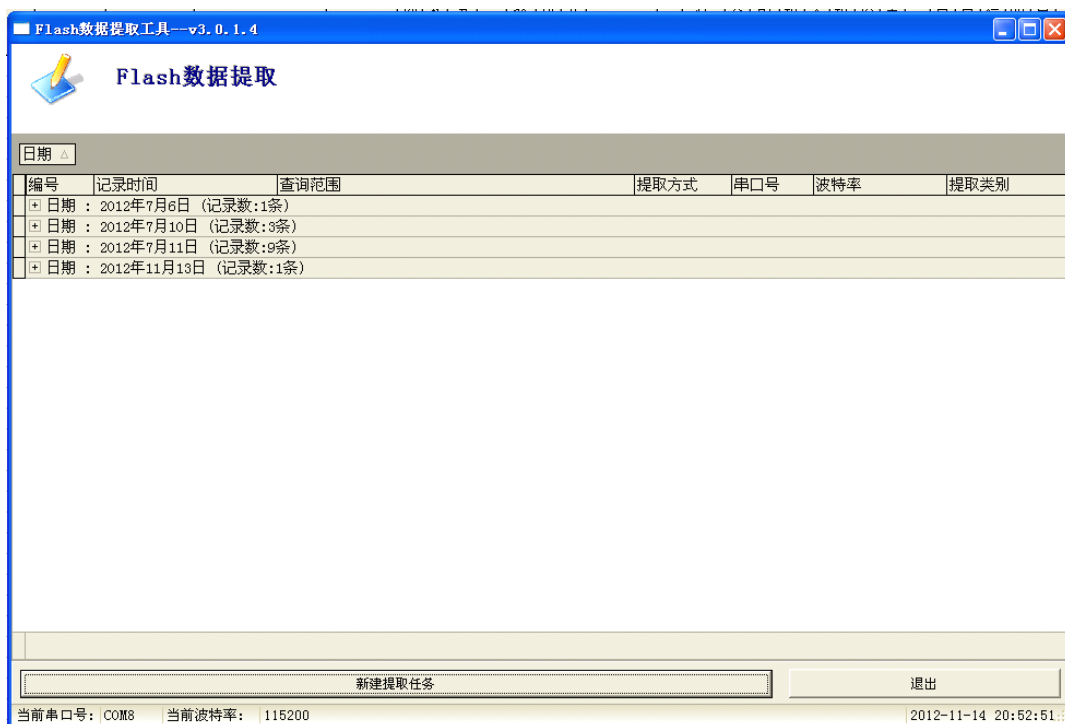 Flash数据提取工具--v3.0.1.4
Flash数据提取
日期
编号 记录时间 查询范围 提取方式 串口号 波特率 提取类别
日期 : 2012年7月6日 (记录数:1条)
日期 : 2012年7月10日 (记录数:3条)
日期 : 2012年7月11日 (记录数:9条)
日期 : 2012年11月13日 (记录数:1条)
新建提取任务 退出
当前串口号: COM8 当前波特率: 115200 2012-11-14 20:52:51